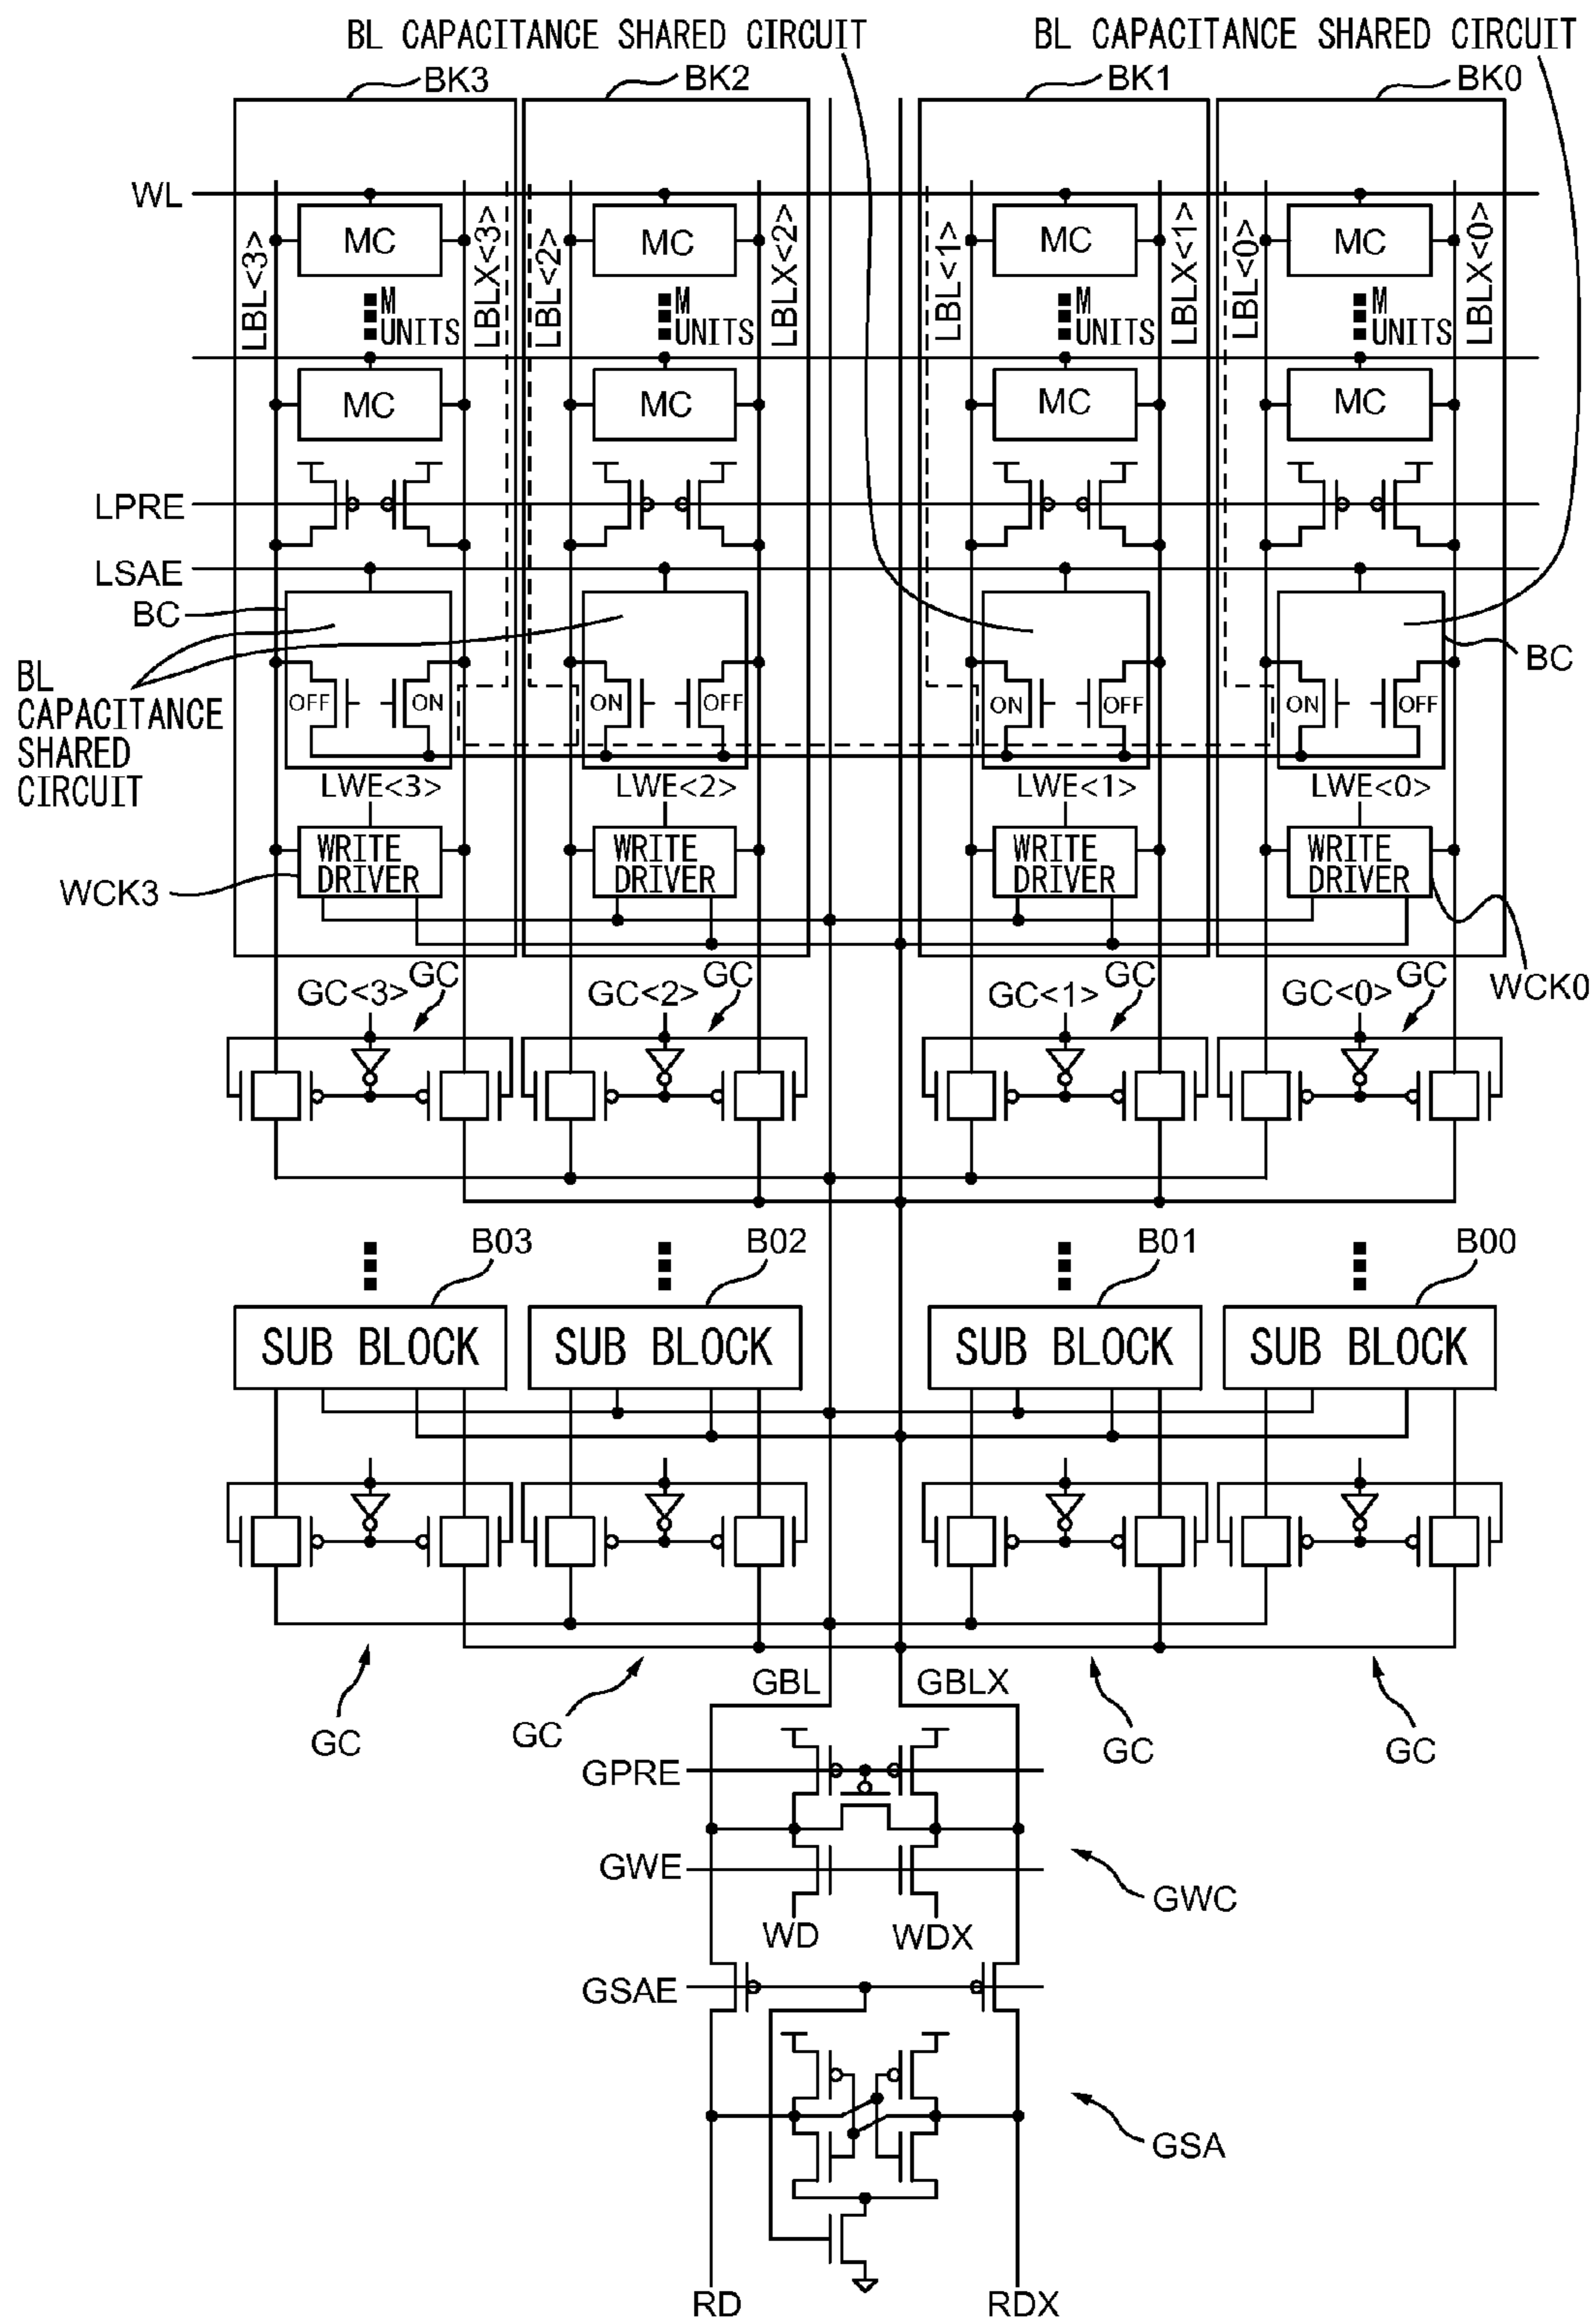 BL CAPACITANCE SHARED CIRCUIT
BL CAPACITANCE SHARED CIRCUIT
BK3
BK2
BK1
BK0
WL
LBL<3>
MC
LBLX<3>
LBL<2>
MC
LBLX<2>
LBL<1>
MC
LBLX<1>
LBL<0>
MC
LBLX<0>
M
UNITS
M
UNITS
M
UNITS
M
UNITS
MC
MC
MC
MC
LPRE
LSAE
BC
BC
BL
CAPACITANCE
SHARED
CIRCUIT
OFF
ON
ON
OFF
ON
OFF
ON
OFF
LWE<3>
LWE<2>
LWE<1>
LWE<0>
WRITE
DRIVER
WRITE
DRIVER
WRITE
DRIVER
WRITE
DRIVER
WCK3
WCK0
GC<3>
GC
GC<2>
GC
GC<1>
GC
GC<0>
GC
B03
B02
B01
B00
SUB BLOCK
SUB BLOCK
SUB BLOCK
SUB BLOCK
GBL
GBLX
GC
GC
GC
GC
GPRE
GWE
GWC
WD
WDX
GSAE
GSA
RD
RDX